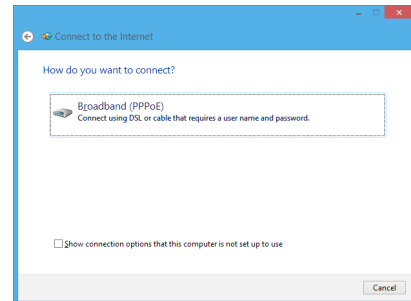 Connect to the Internet
How do you want to connect?
Broadband (PPPoE)
Connect using DSL or cable that requires a user name and password.
Show connection options that this computer is not set up to use
Cancel